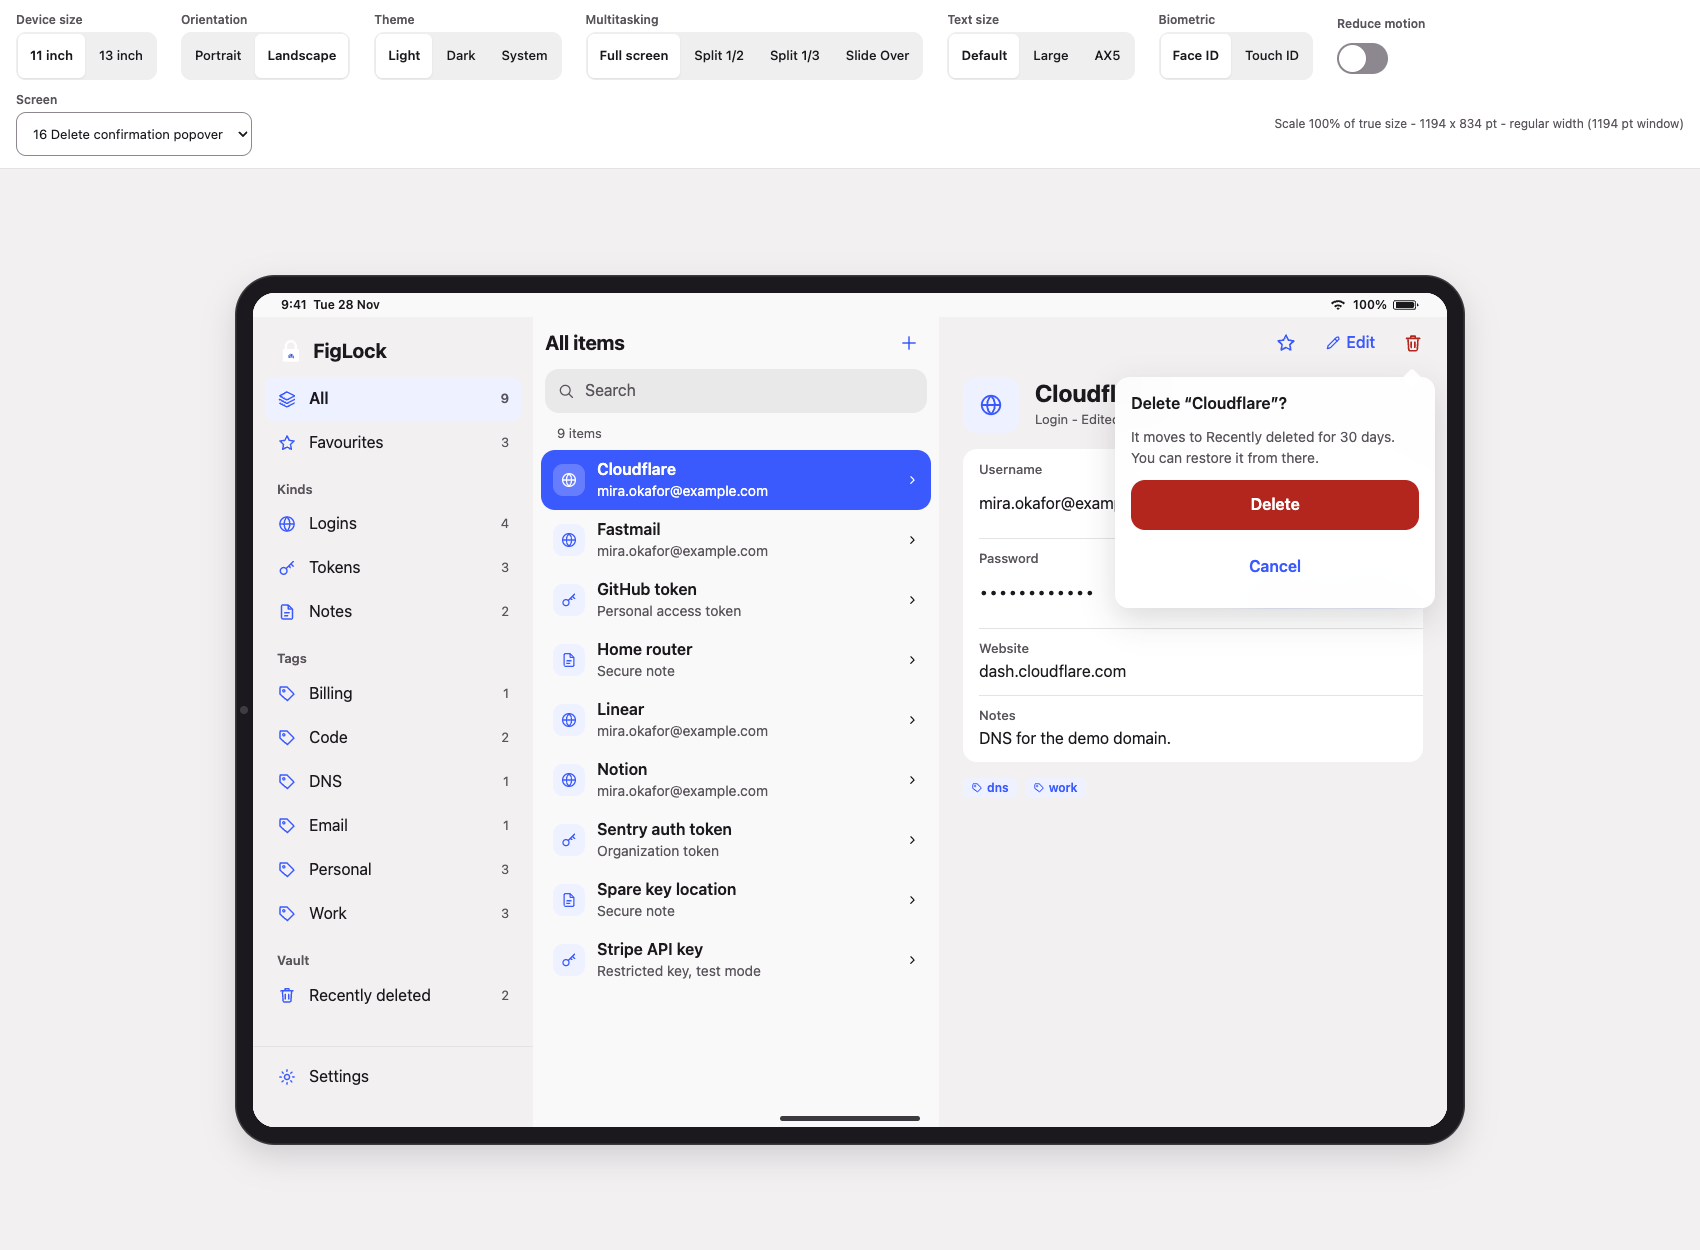 Device size
11 inch
13 inch
Orientation
Portrait
Landscape
Theme
Light
Dark
System
Multitasking
Full screen
Split 1/2
Split 1/3
Slide Over
Text size
Default
Large
AX5
Biometric
Face ID
Touch ID
Reduce motion
Screen
16 Delete confirmation popover
Scale 100% of true size - 1194 x 834 pt - regular width (1194 pt window)
9:41 Tue 28 Nov
100%
FigLock
All 9
Favourites 3
Kinds
Logins 4
Tokens 3
Notes 2
Tags
Billing 1
Code 2
DNS 1
Email 1
Personal 3
Work 3
Vault
Recently deleted 2
Settings
All items
Search
9 items
Cloudflare
mira.okafor@example.com
Fastmail
mira.okafor@example.com
GitHub token
Personal access token
Home router
Secure note
Linear
mira.okafor@example.com
Notion
mira.okafor@example.com
Sentry auth token
Organization token
Spare key location
Secure note
Stripe API key
Restricted key, test mode
Edit
Cloudfl
Login - Edited
Username
mira.okafor@exam
Password
••••••••••••
Website
dash.cloudflare.com
Notes
DNS for the demo domain.
dns
work
Delete “Cloudflare”?
It moves to Recently deleted for 30 days.
You can restore it from there.
Delete
Cancel